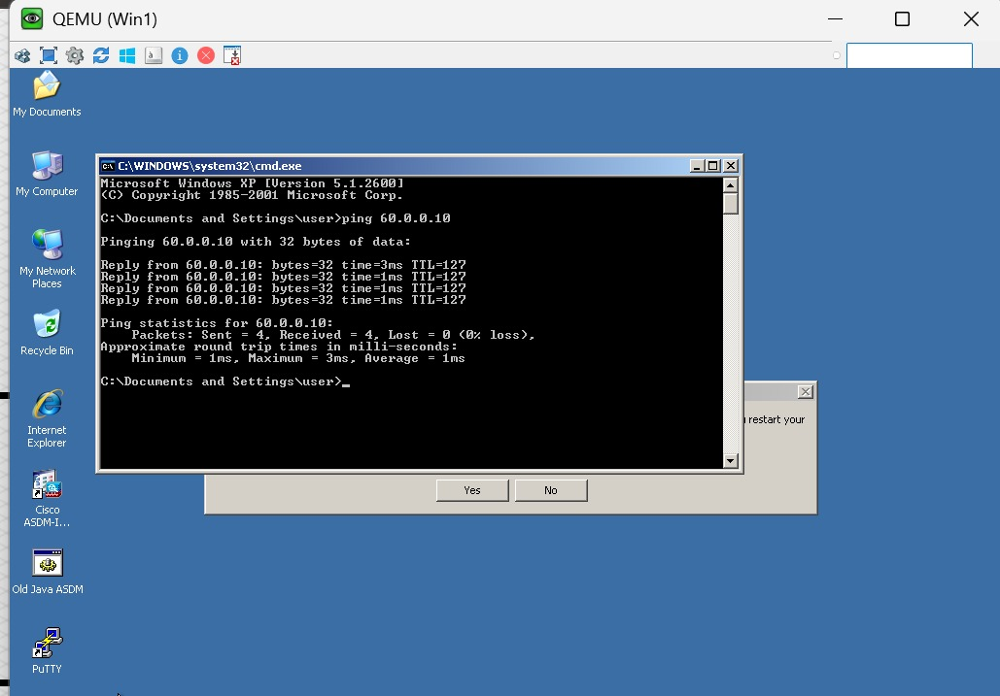 QEMU (Win1)
My Documents
My Computer
My Network
Places
Recycle Bin
Internet
Explorer
Cisco
ASDM-I...
Old Java ASDM
PuTTY
C:\WINDOWS\system32\cmd.exe
Microsoft Windows XP [Version 5.1.2600]
(C) Copyright 1985-2001 Microsoft Corp.
C:\Documents and Settings\user>ping 60.0.0.10
Pinging 60.0.0.10 with 32 bytes of data:
Reply from 60.0.0.10: bytes=32 time=3ms TTL=127
Reply from 60.0.0.10: bytes=32 time=1ms TTL=127
Reply from 60.0.0.10: bytes=32 time=1ms TTL=127
Reply from 60.0.0.10: bytes=32 time=1ms TTL=127
Ping statistics for 60.0.0.10:
Packets: Sent = 4, Received = 4, Lost = 0 (0% loss),
Approximate round trip times in milli-seconds:
Minimum = 1ms, Maximum = 3ms, Average = 1ms
C:\Documents and Settings\user>_
restart your
Yes
No